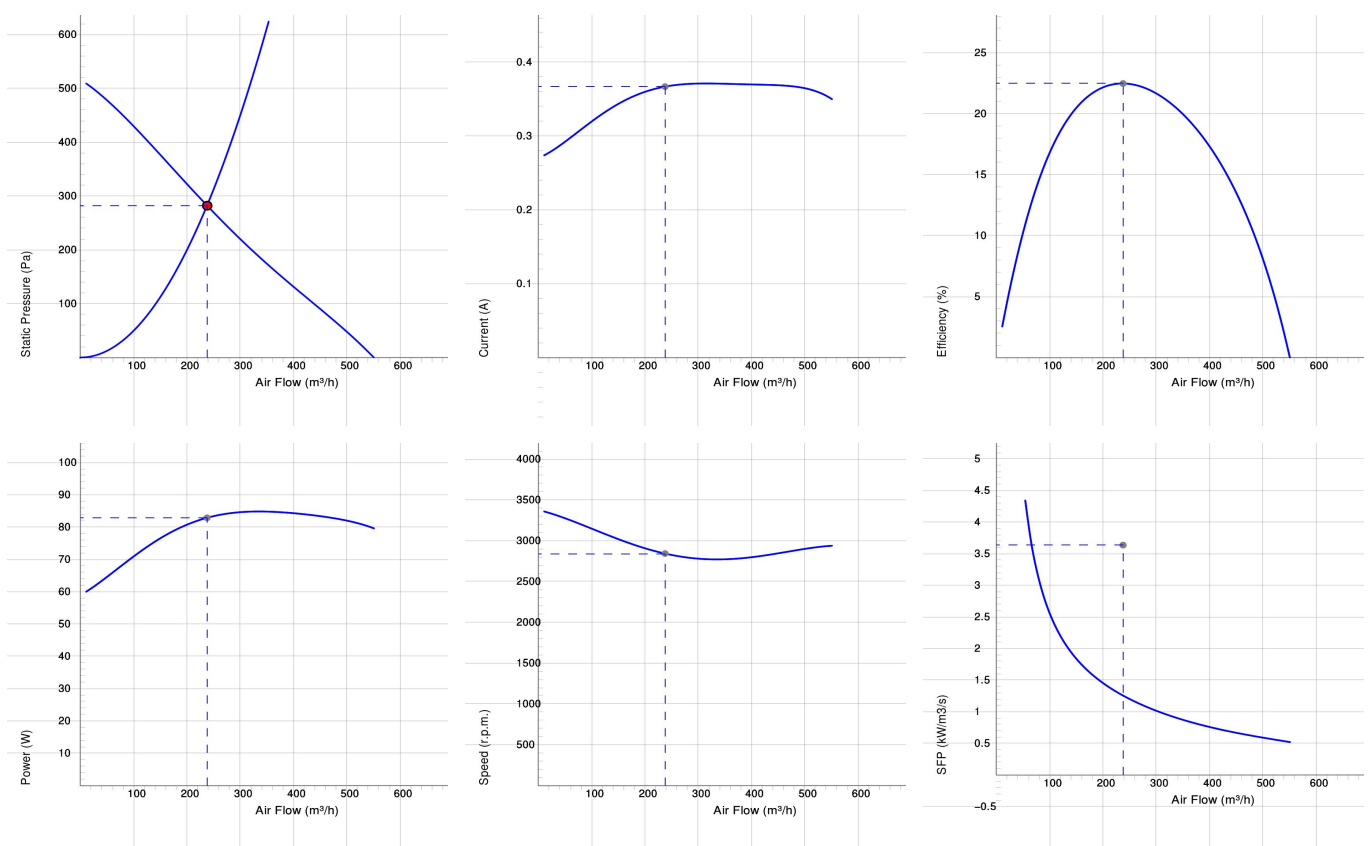 600
500
400
300
200
100
Static Pressure (Pa)
100 200 300 400 500 600
Air Flow (m³/h)
0.4
0.3
0.2
0.1
Current (A)
100 200 300 400 500 600
Air Flow (m³/h)
25
20
15
10
5
Efficiency (%)
100 200 300 400 500 600
Air Flow (m³/h)
100
90
80
70
60
50
40
30
20
10
Power (W)
100 200 300 400 500 600
Air Flow (m³/h)
4000
3500
3000
2500
2000
1500
1000
500
Speed (r.p.m.)
100 200 300 400 500 600
Air Flow (m³/h)
5
4.5
4
3.5
3
2.5
2
1.5
1
0.5
−0.5
SFP (kW/m3/s)
100 200 300 400 500 600
Air Flow (m³/h)